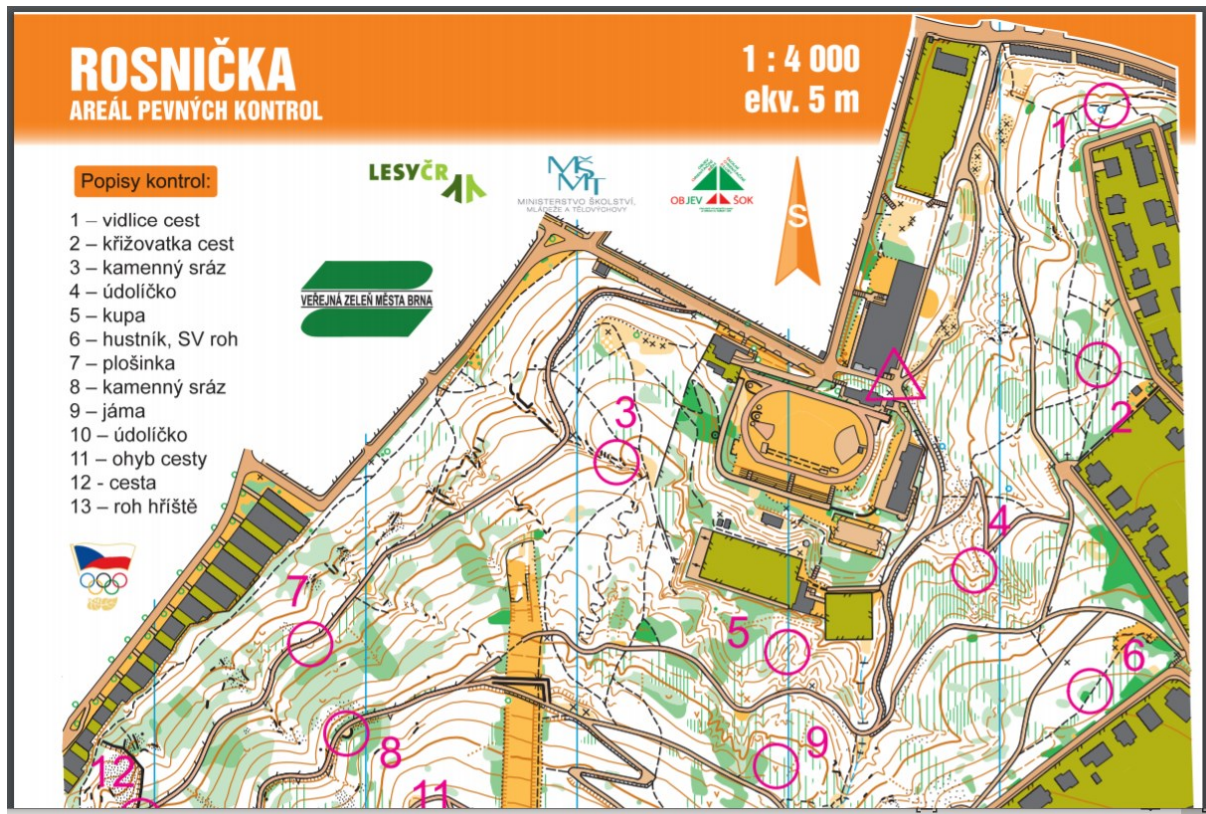 ROSNIČKA
AREÁL PEVNÝCH KONTROL
1 : 4 000
ekv. 5 m
Popisy kontrol:
1 – vidlice cest
2 – křižovatka cest
3 – kamenný sráz
4 – údolíčko
5 – kupa
6 – hustník, SV roh
7 – plošinka
8 – kamenný sráz
9 – jáma
10 – údolíčko
11 – ohyb cesty
12 - cesta
13 – roh hříště
LESYČR
MŠMT
MINISTERSTVO ŠKOLSTVÍ,
MLÁDEŽE A TĚLOVÝCHOVY
OBJEV ŠOK
S
VEŘEJNÁ ZELEŇ MĚSTA BRNA
1
2
3
4
5
6
7
8
9
11
12